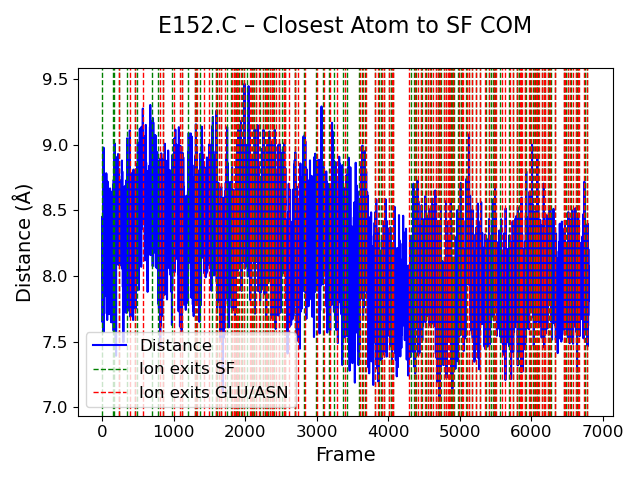 E152.C – Closest Atom to SF COM
Distance (Å)
9.5
9.0
8.5
8.0
7.5
7.0
Distance
Ion exits SF
Ion exits GLU/ASN
0 1000 2000 3000 4000 5000 6000 7000
Frame